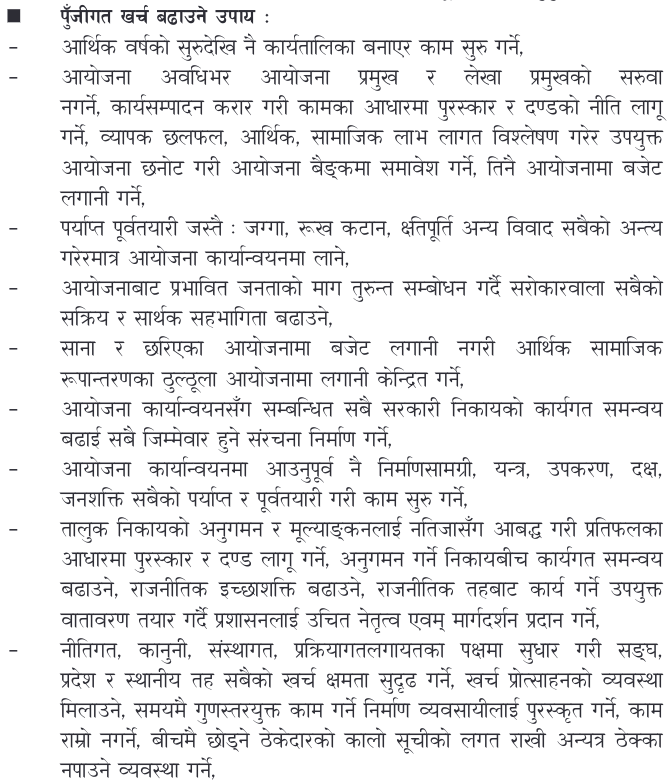 ■ पुँजीगत खर्च बढाउने उपाय :
– आर्थिक वर्षको सुरुदेखि नै कार्यतालिका बनाएर काम सुरु गर्ने,
– आयोजना अवधिभर आयोजना प्रमुख र लेखा प्रमुखको सरुवा
नगर्ने, कार्यसम्पादन करार गरी कामका आधारमा पुरस्कार र दण्डको नीति लागू
गर्ने, व्यापक छलफल, आर्थिक, सामाजिक लाभ लागत विश्लेषण गरेर उपयुक्त
आयोजना छनोट गरी आयोजना बैङ्कमा समावेश गर्ने, तिनै आयोजनामा बजेट
लगानी गर्ने,
– पर्याप्त पूर्वतयारी जस्तै : जग्गा, रूख कटान, क्षतिपूर्ति अन्य विवाद सबैको अन्त्य
गरेरमात्र आयोजना कार्यान्वयनमा लाने,
– आयोजनाबाट प्रभावित जनताको माग तुरुन्त सम्बोधन गर्दै सरोकारवाला सबैको
सक्रिय र सार्थक सहभागिता बढाउने,
– साना र छरिएका आयोजनामा बजेट लगानी नगरी आर्थिक सामाजिक
रूपान्तरणका ठुल्ठूला आयोजनामा लगानी केन्द्रित गर्ने,
– आयोजना कार्यान्वयनसँग सम्बन्धित सबै सरकारी निकायको कार्यगत समन्वय
बढाई सबै जिम्मेवार हुने संरचना निर्माण गर्ने,
– आयोजना कार्यान्वयनमा आउनुपूर्व नै निर्माणसामग्री, यन्त्र, उपकरण, दक्ष,
जनशक्ति सबैको पर्याप्त र पूर्वतयारी गरी काम सुरु गर्ने,
– तालुक निकायको अनुगमन र मूल्याङ्कनलाई नतिजासँग आबद्ध गरी प्रतिफलका
आधारमा पुरस्कार र दण्ड लागू गर्ने, अनुगमन गर्ने निकायबीच कार्यगत समन्वय
बढाउने, राजनीतिक इच्छाशक्ति बढाउने, राजनीतिक तहबाट कार्य गर्ने उपयुक्त
वातावरण तयार गर्दै प्रशासनलाई उचित नेतृत्व एवम् मार्गदर्शन प्रदान गर्ने,
– नीतिगत, कानुनी, संस्थागत, प्रक्रियागतलगायतका पक्षमा सुधार गरी सङ्घ,
प्रदेश र स्थानीय तह सबैको खर्च क्षमता सुदृढ गर्ने, खर्च प्रोत्साहनको व्यवस्था
मिलाउने, समयमै गुणस्तरयुक्त काम गर्ने निर्माण व्यवसायीलाई पुरस्कृत गर्ने, काम
राम्रो नगर्ने, बीचमै छोड्ने ठेकेदारको कालो सूचीको लगत राखी अन्यत्र ठेक्का
नपाउने व्यवस्था गर्ने,